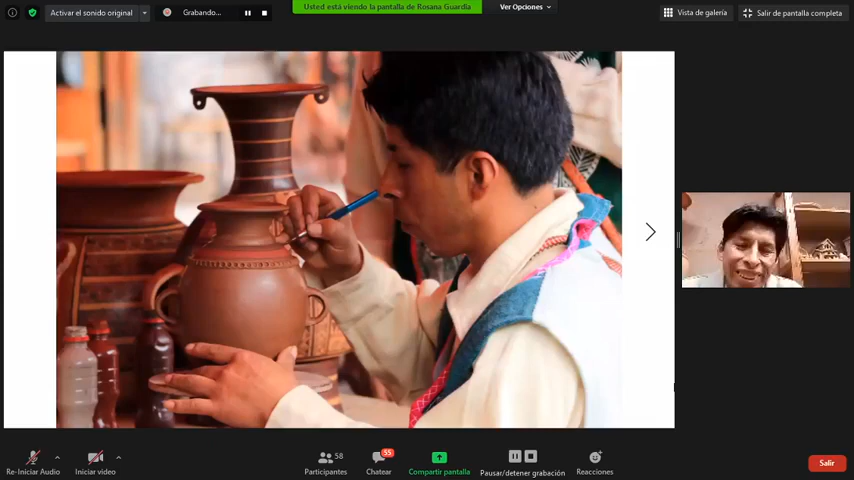 Activar el sonido original
Grabando...
Usted está viendo la pantalla de Rosana Guardia
Ver Opciones
Vista de galería
Salir de pantalla completa
Re-Iniciar Audio
Iniciar video
58
Participantes
55
Chatear
Compartir pantalla
Pausar/detener grabación
Reacciones
Salir